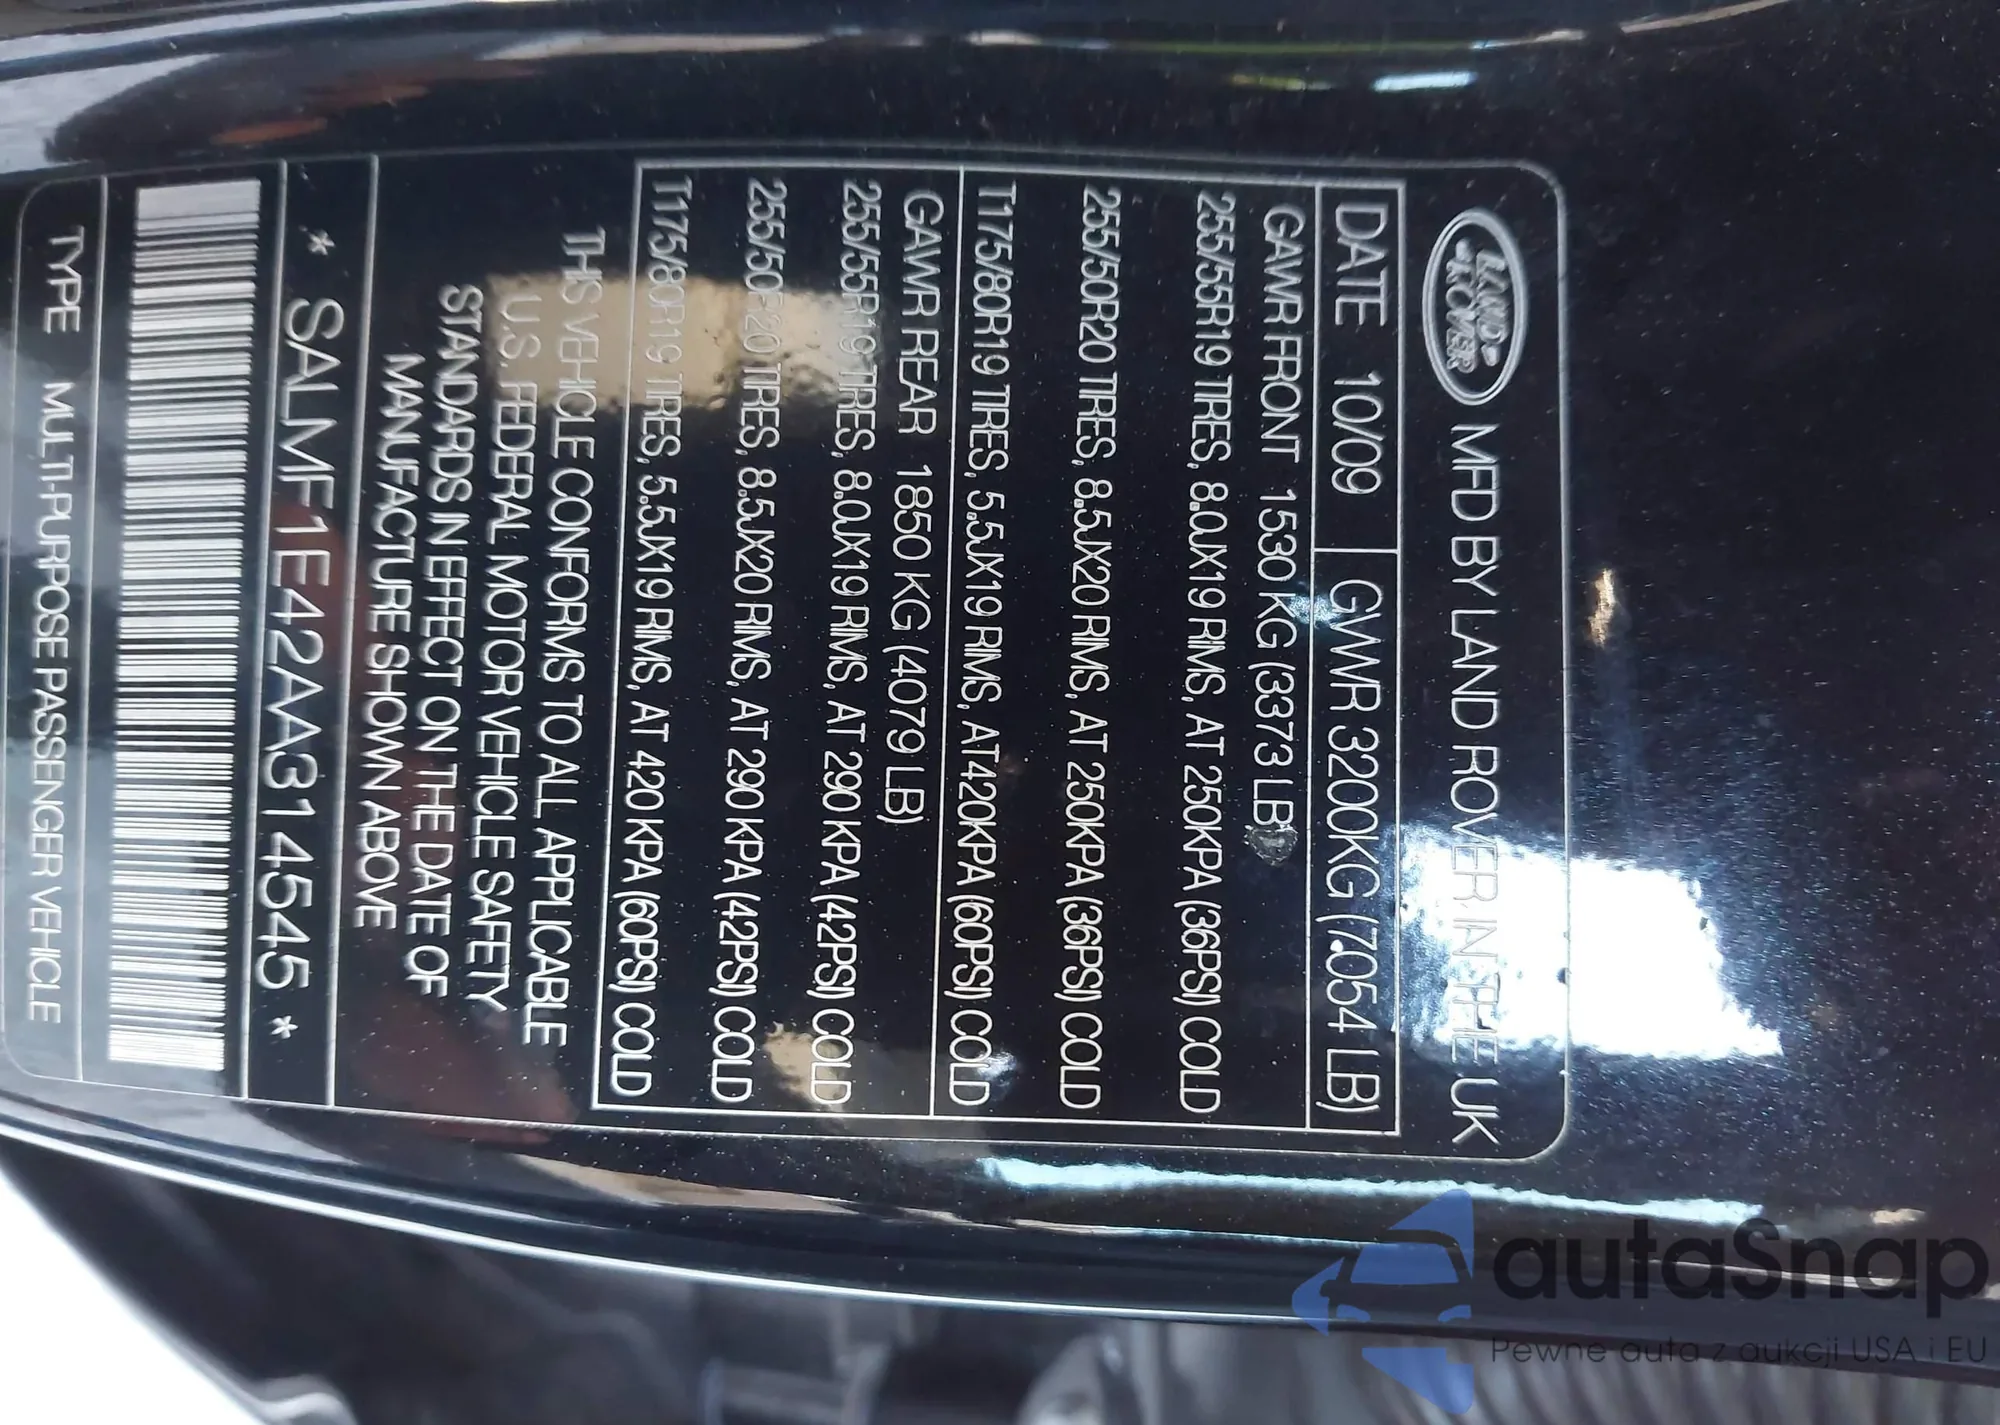 LAND-
-ROVER
MFD BY LAND ROVER IN THE UK
DATE 10/09 GWR 3200KG (7054 LB)
GAWR FRONT 1530 KG (3373 LB)
255/55R19 TIRES, 8.0JX19 RIMS, AT 250KPA (36PSI) COLD
255/50R20 TIRES, 8.5JX20 RIMS, AT 250KPA (36PSI) COLD
T175/80R19 TIRES, 5.5JX19 RIMS, AT420KPA (60PSI) COLD
GAWR REAR 1850 KG (4079 LB)
255/55R19 TIRES, 8.0JX19 RIMS, AT 290 KPA (42PSI) COLD
255/50R20 TIRES, 8.5JX20 RIMS, AT 290 KPA (42PSI) COLD
T175/80R19 TIRES, 5.5JX19 RIMS, AT 420 KPA (60PSI) COLD
THIS VEHICLE CONFORMS TO ALL APPLICABLE
U.S. FEDERAL MOTOR VEHICLE SAFETY
STANDARDS IN EFFECT ON THE DATE OF
MANUFACTURE SHOWN ABOVE
* SALMF1E42AA314545 *
TYPE MULTI-PURPOSE PASSENGER VEHICLE
autaSnap
Pewne auta z aukcji USA i EU